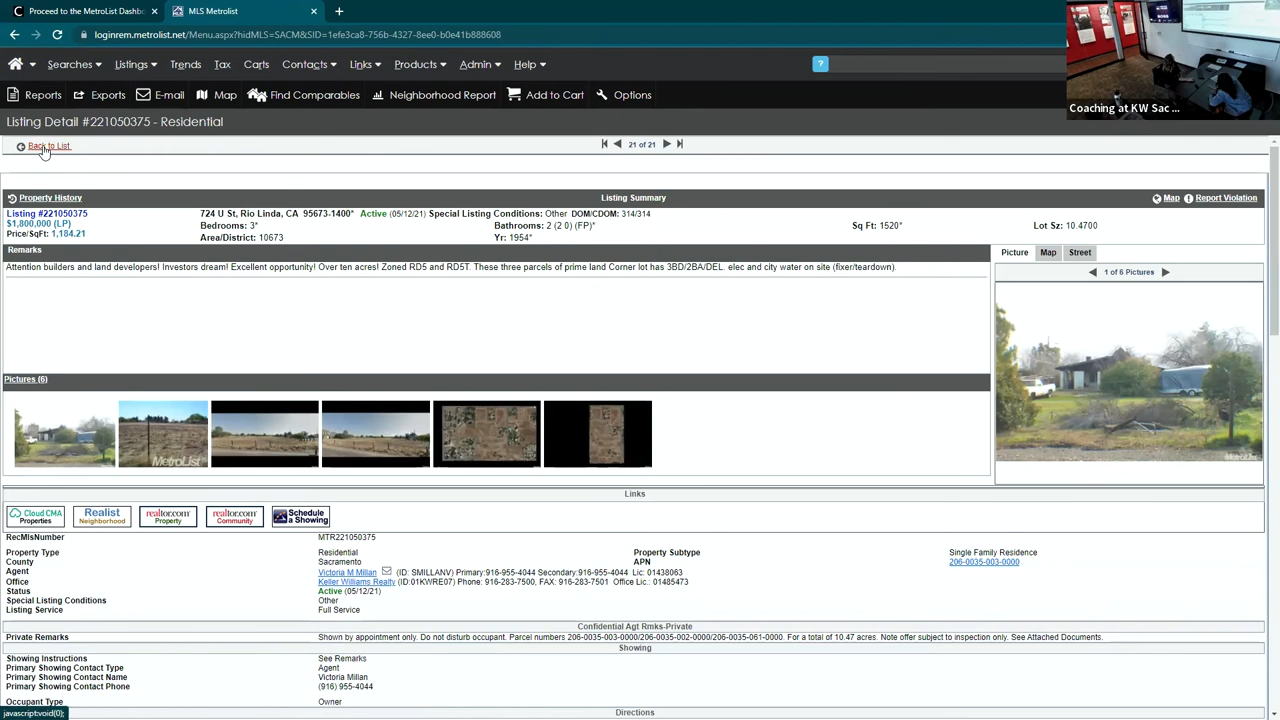 Proceed to the MetroList Dashb
MLS Metrolist
loginrem.metrolist.net/Menu.aspx?hidMLS=SACM&SID=1efe3ca8-756b-4327-8ee0-b0e41b888608
Searches Listings Trends Tax Carts Contacts Links Products Admin Help ?
Reports Exports E-mail Map Find Comparables Neighborhood Report Add to Cart Options
Coaching at KW Sac ...
Listing Detail #221050375 - Residential
Back to List 21 of 21
Property History Listing Summary Map Report Violation
Listing #221050375 724 U St, Rio Linda, CA 95673-1400* Active (05/12/21) Special Listing Conditions: Other DOM/CDOM: 314/314
$1,800,000 (LP) Bedrooms: 3* Bathrooms: 2 (2 0) (FP)* Sq Ft: 1520* Lot Sz: 10.4700
Price/SqFt: 1,184.21 Area/District: 10673 Yr: 1954*
Remarks Picture Map Street
Attention builders and land developers! Investors dream! Excellent opportunity! Over ten acres! Zoned RD5 and RD5T. These three parcels of prime land Corner lot has 3BD/2BA/DEL. elec and city water on site (fixer/teardown).
1 of 6 Pictures
Pictures (6)
MetroList
MetroList
Links
Cloud CMA Properties Realist Neighborhood realtor.com Property realtor.com Community Schedule a Showing
RecMlsNumber MTR221050375
Property Type Residential Property Subtype Single Family Residence
County Sacramento APN 206-0035-003-0000
Agent Victoria M Millan (ID: SMILLANV) Primary:916-955-4044 Secondary:916-955-4044 Lic: 01438063
Office Keller Williams Realty (ID:01KWRE07) Phone: 916-283-7500, FAX: 916-283-7501 Office Lic.: 01485473
Status Active (05/12/21)
Special Listing Conditions Other
Listing Service Full Service
Confidential Agt Rmks-Private
Private Remarks Shown by appointment only. Do not disturb occupant. Parcel numbers 206-0035-003-0000/206-0035-002-0000/206-0035-061-0000. For a total of 10.47 acres. Note offer subject to inspection only. See Attached Documents.
Showing
Showing Instructions See Remarks
Primary Showing Contact Type Agent
Primary Showing Contact Name Victoria Millan
Primary Showing Contact Phone (916) 955-4044
Occupant Type Owner
Directions
javascript:void(0);